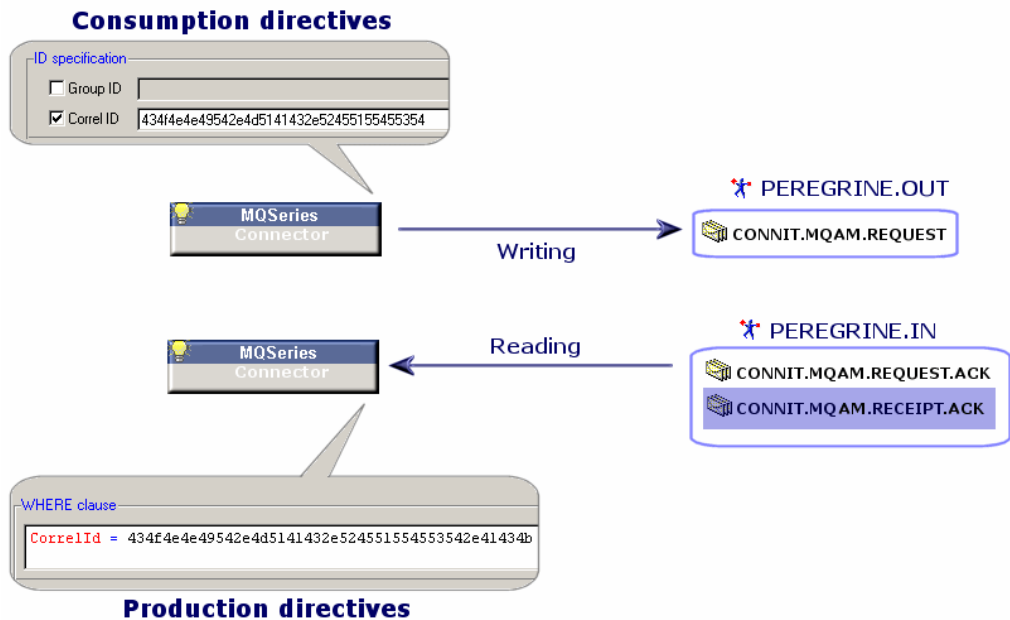 Consumption directives
ID specification
Group ID
Correl ID 434f4e4e49542e4d5141432e52455155455354
MQSeries
Connector
Writing
PEREGRINE.OUT
CONNIT.MQAM.REQUEST
MQSeries
Connector
Reading
PEREGRINE.IN
CONNIT.MQAM.REQUEST.ACK
CONNIT.MQAM.RECEIPT.ACK
WHERE clause
CorrelId = 434f4e4e49542e4d5141432e524551554553542e41434b
Production directives